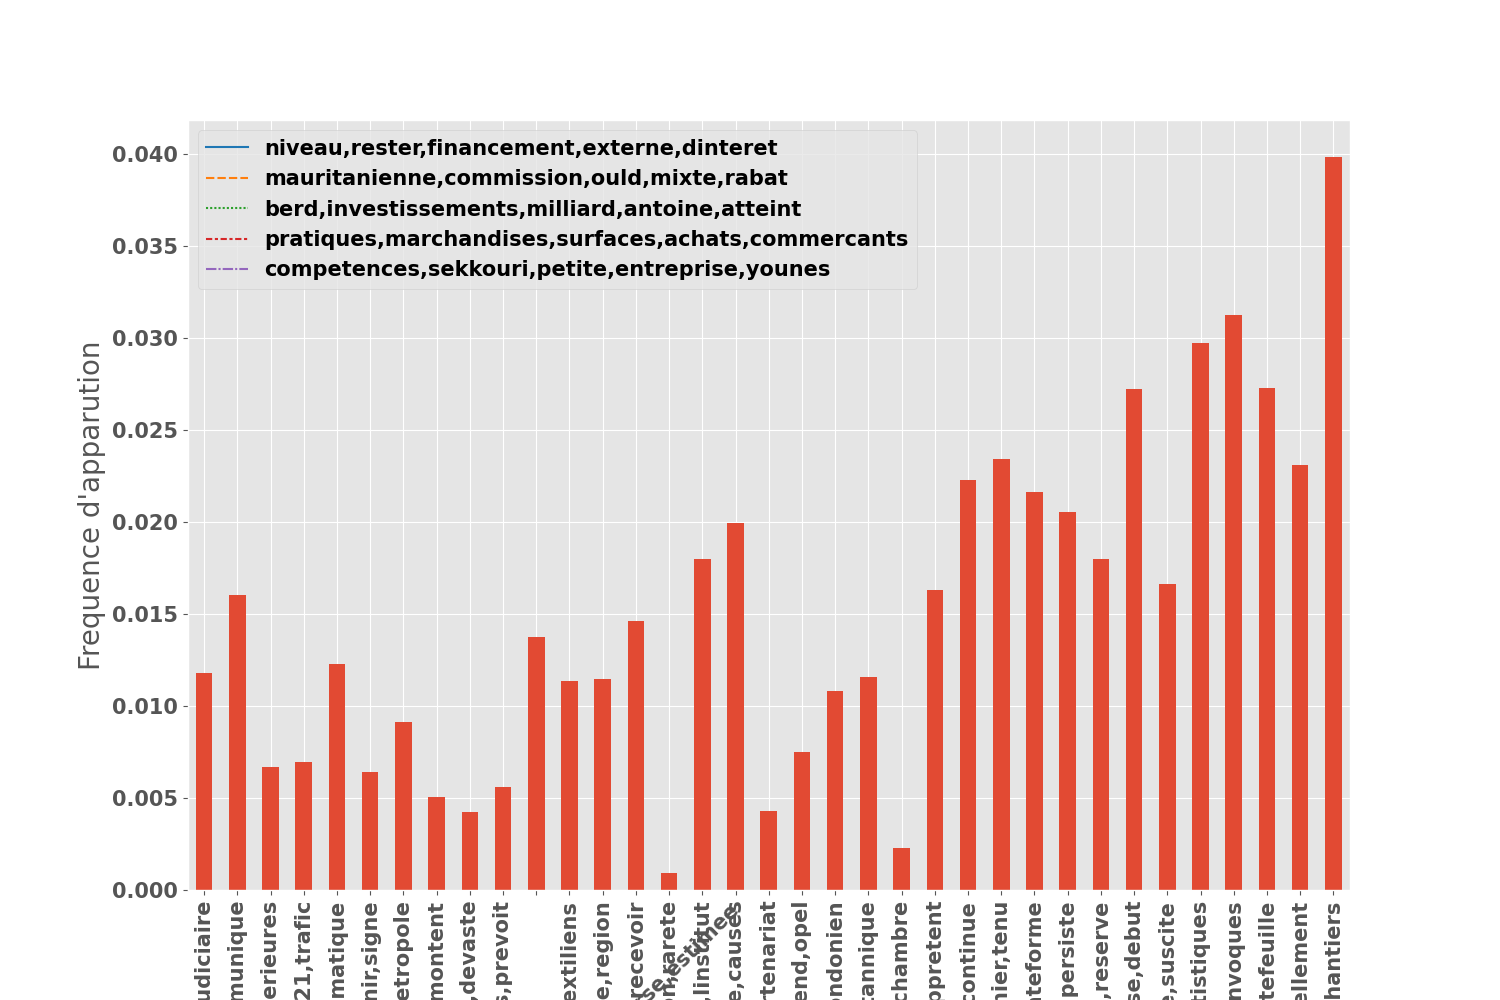 niveau,rester,financement,externe,dinteret
mauritanienne,commission,ould,mixte,rabat
berd,investissements,milliard,antoine,atteint
pratiques,marchandises,surfaces,achats,commercants
competences,sekkouri,petite,entreprise,younes
Frequence d'apparution
0.040
0.035
0.030
0.025
0.020
0.015
0.010
0.005
0.000
udiciaire
munique
erieures
21,trafic
matique
nir,signe
etropole
montent
,devaste
s,prevoit
extiliens
e,region
recevoir
rarete
,linstitut
e,causes
se,estimee
rtenariat
end,opel
ondonien
tannique
chambre
ppretent
continue
nier,tenu
ateforme
persiste
,reserve
se,debut
e,suscite
tistiques
nvoques
tefeuille
ellement
hantiers